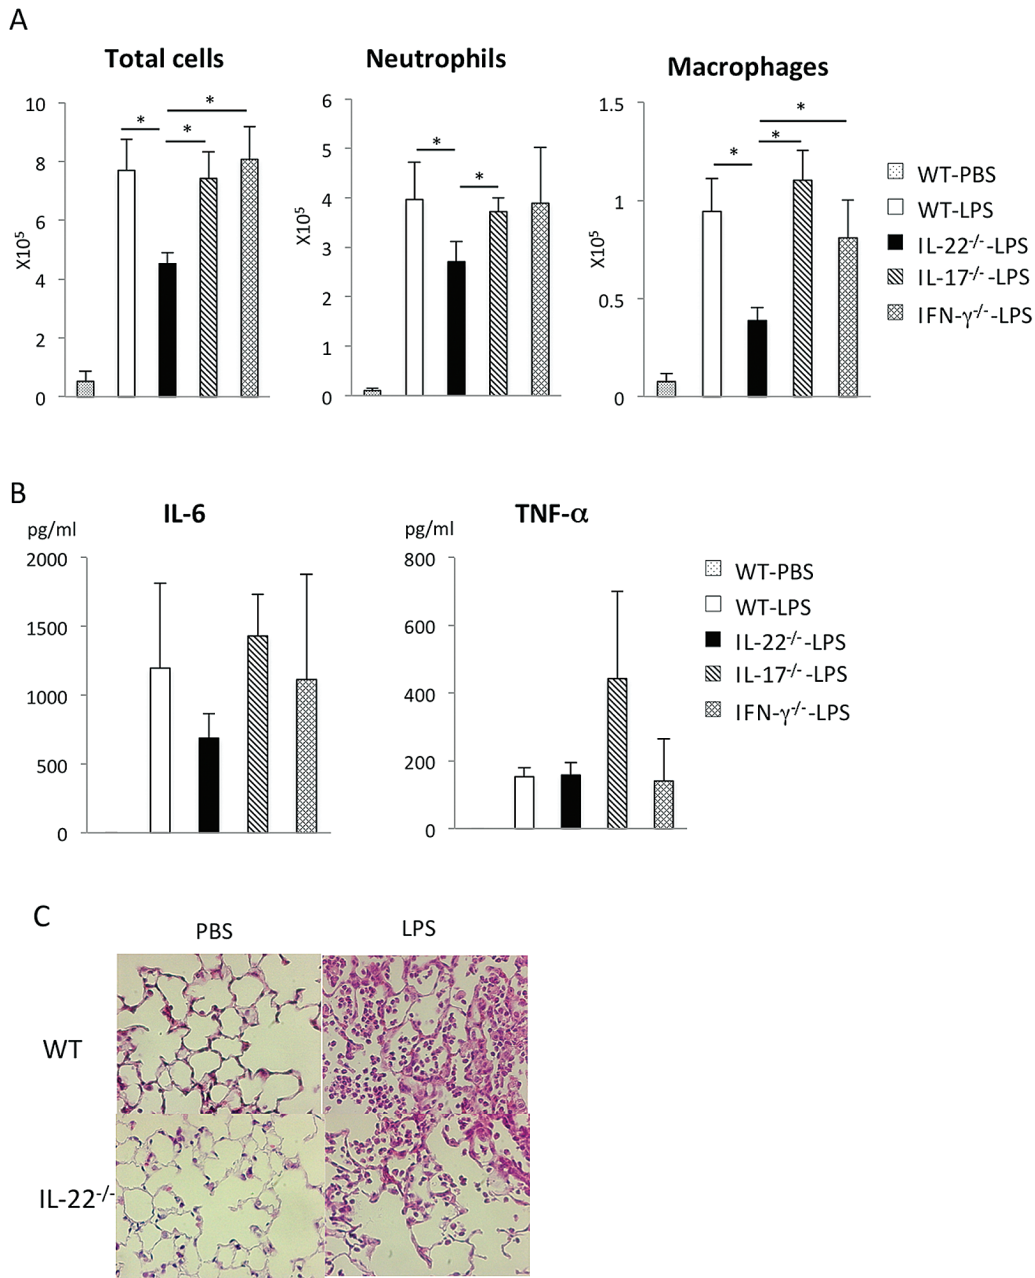 A
Total cells
Neutrophils
Macrophages
10
8
6
4
2
0
X10⁵
* * *
6
5
4
3
2
1
0
X10⁵
* *
1.5
1
0.5
0
X10⁵
* * *
WT-PBS
WT-LPS
IL-22⁻/⁻-LPS
IL-17⁻/⁻-LPS
IFN-γ⁻/⁻-LPS
B
IL-6
pg/ml
2000
1500
1000
500
0
TNF-α
pg/ml
800
600
400
200
0
WT-PBS
WT-LPS
IL-22⁻/⁻-LPS
IL-17⁻/⁻-LPS
IFN-γ⁻/⁻-LPS
C
PBS
LPS
WT
IL-22⁻/⁻